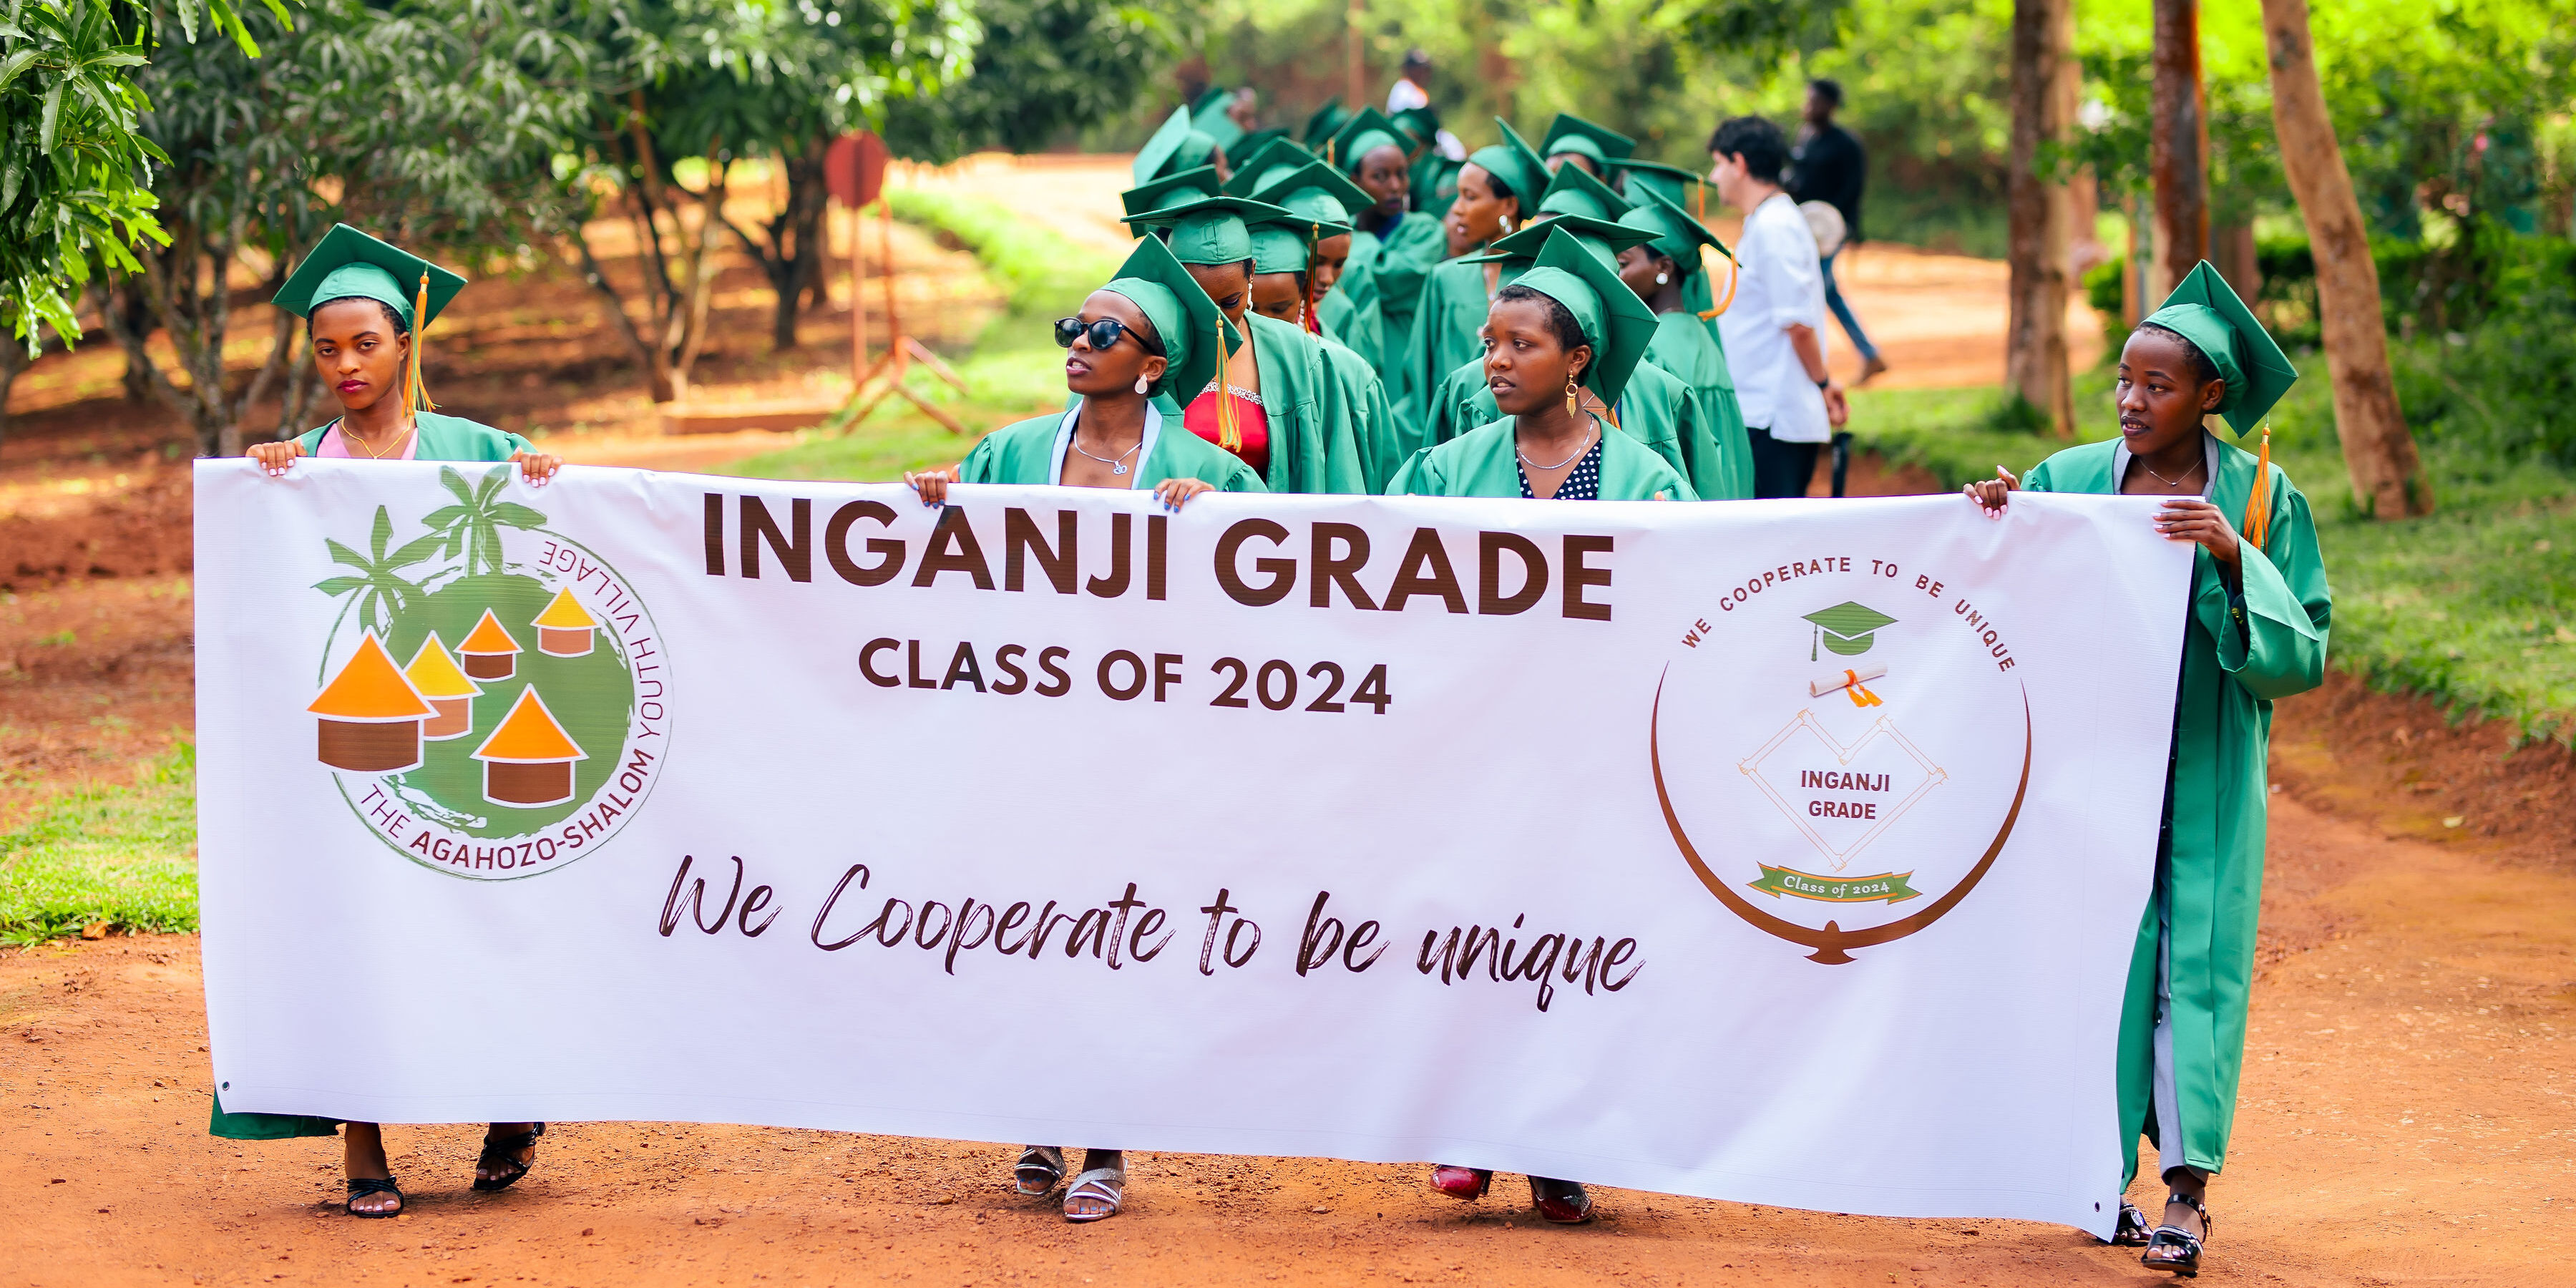 INGANJI GRADE
CLASS OF 2024
We Cooperate to be unique
THE AGAHOZO-SHALOM YOUTH VILLAGE
WE COOPERATE TO BE UNIQUE
INGANJI
GRADE
Class of 2024